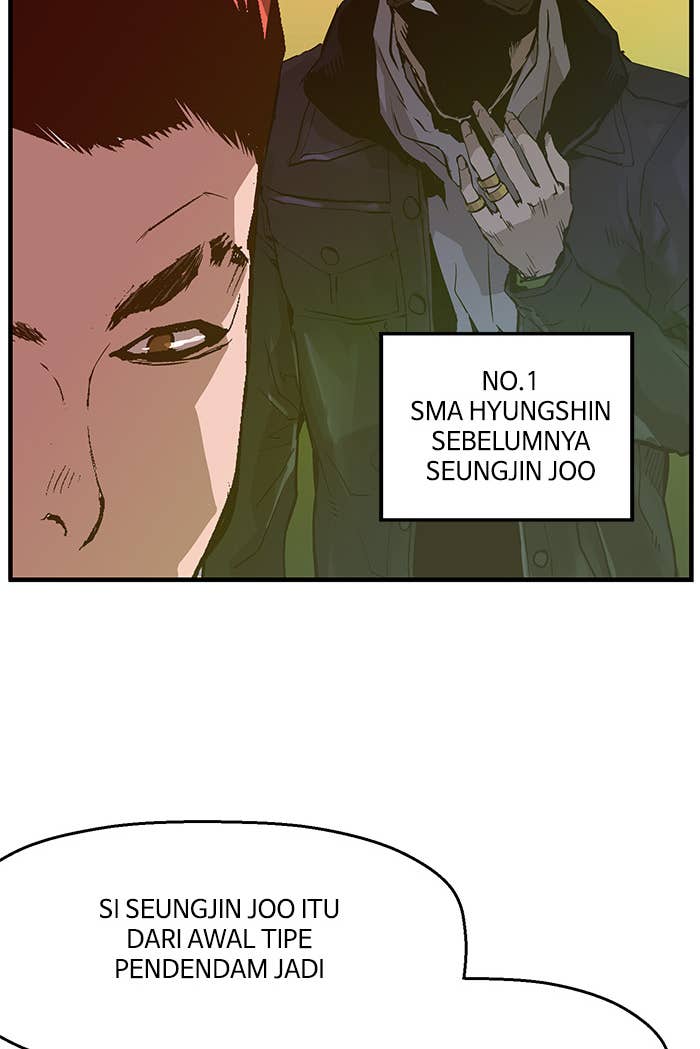 NO.1
SMA HYUNGSHIN
SEBELUMNYA
SEUNGJIN JOO
SI SEUNGJIN JOO ITU
DARI AWAL TIPE
PENDENDAM JADI